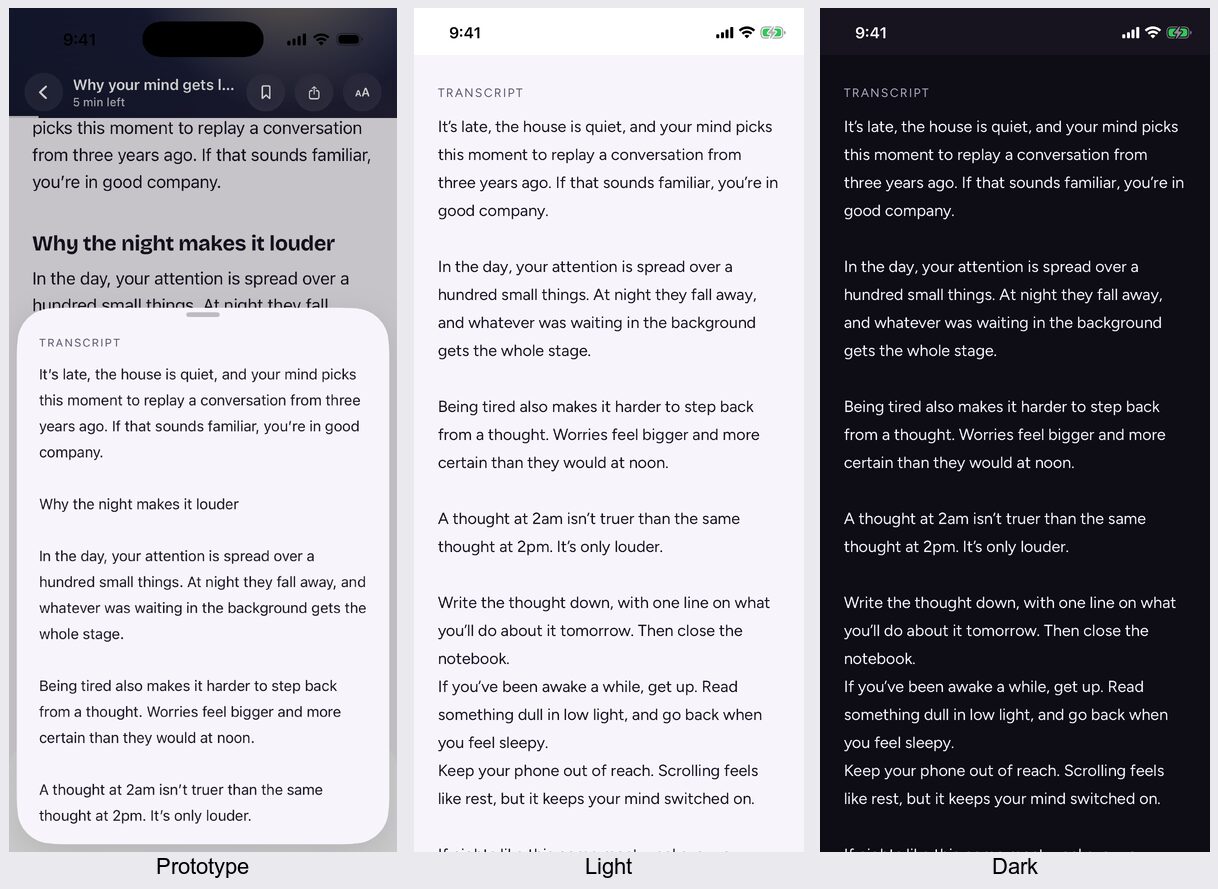 9:41
Why your mind gets l...
5 min left
AA
picks this moment to replay a conversation
from three years ago. If that sounds familiar,
you’re in good company.
Why the night makes it louder
In the day, your attention is spread over a
hundred small things. At night they fall
TRANSCRIPT
It’s late, the house is quiet, and your mind picks
this moment to replay a conversation from three
years ago. If that sounds familiar, you’re in good
company.
Why the night makes it louder
In the day, your attention is spread over a
hundred small things. At night they fall away, and
whatever was waiting in the background gets the
whole stage.
Being tired also makes it harder to step back
from a thought. Worries feel bigger and more
certain than they would at noon.
A thought at 2am isn’t truer than the same
thought at 2pm. It’s only louder.
Prototype
9:41
TRANSCRIPT
It’s late, the house is quiet, and your mind picks
this moment to replay a conversation from
three years ago. If that sounds familiar, you’re in
good company.
In the day, your attention is spread over a
hundred small things. At night they fall away,
and whatever was waiting in the background
gets the whole stage.
Being tired also makes it harder to step back
from a thought. Worries feel bigger and more
certain than they would at noon.
A thought at 2am isn’t truer than the same
thought at 2pm. It’s only louder.
Write the thought down, with one line on what
you’ll do about it tomorrow. Then close the
notebook.
If you’ve been awake a while, get up. Read
something dull in low light, and go back when
you feel sleepy.
Keep your phone out of reach. Scrolling feels
like rest, but it keeps your mind switched on.
Light
9:41
TRANSCRIPT
It’s late, the house is quiet, and your mind picks
this moment to replay a conversation from
three years ago. If that sounds familiar, you’re in
good company.
In the day, your attention is spread over a
hundred small things. At night they fall away,
and whatever was waiting in the background
gets the whole stage.
Being tired also makes it harder to step back
from a thought. Worries feel bigger and more
certain than they would at noon.
A thought at 2am isn’t truer than the same
thought at 2pm. It’s only louder.
Write the thought down, with one line on what
you’ll do about it tomorrow. Then close the
notebook.
If you’ve been awake a while, get up. Read
something dull in low light, and go back when
you feel sleepy.
Keep your phone out of reach. Scrolling feels
like rest, but it keeps your mind switched on.
Dark